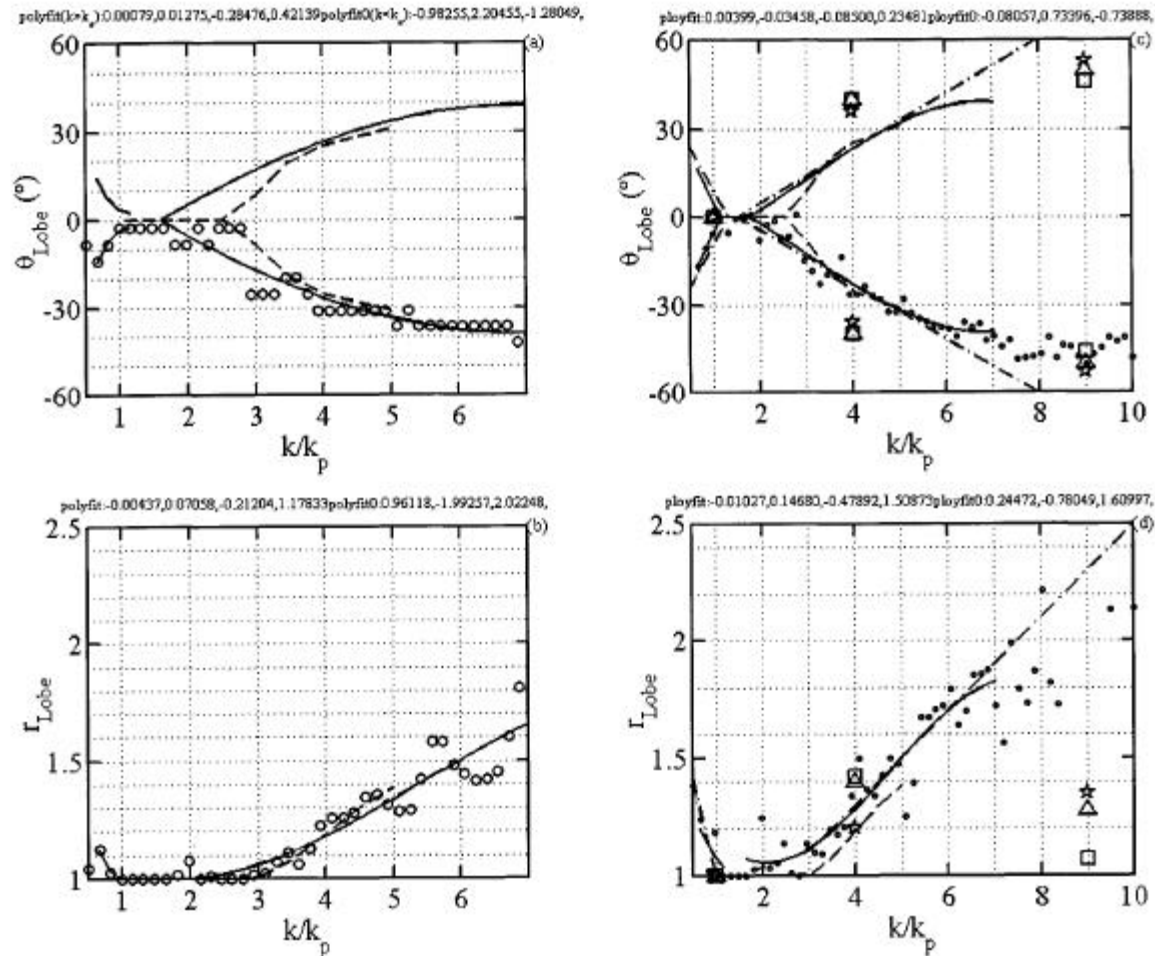 polyfit(k>k_e):0.00079,0.01275,-0.28476,0.42139polyfit0(k<k_e):-0.98255,2.20455,-1.28049,
(a)
60
30
0
-30
-60
θ_Lobe (°)
1 2 3 4 5 6
k/k_p
ployfit:0.00399,-0.03458,-0.08500,0.23481ployfit0:-0.08057,0.73396,-0.73888,
(c)
60
30
0
-30
-60
θ_Lobe (°)
2 4 6 8 10
k/k_p
polyfit:-0.00437,0.07058,-0.21204,1.17833polyfit0:0.96118,-1.99257,2.02248,
(b)
2.5
2
1.5
1
r_Lobe
1 2 3 4 5 6
k/k_p
ployfit:-0.01027,0.14680,-0.47892,1.50873ployfit0:0.24472,-0.78049,1.60997,
(d)
2.5
2
1.5
1
r_Lobe
2 4 6 8 10
k/k_p